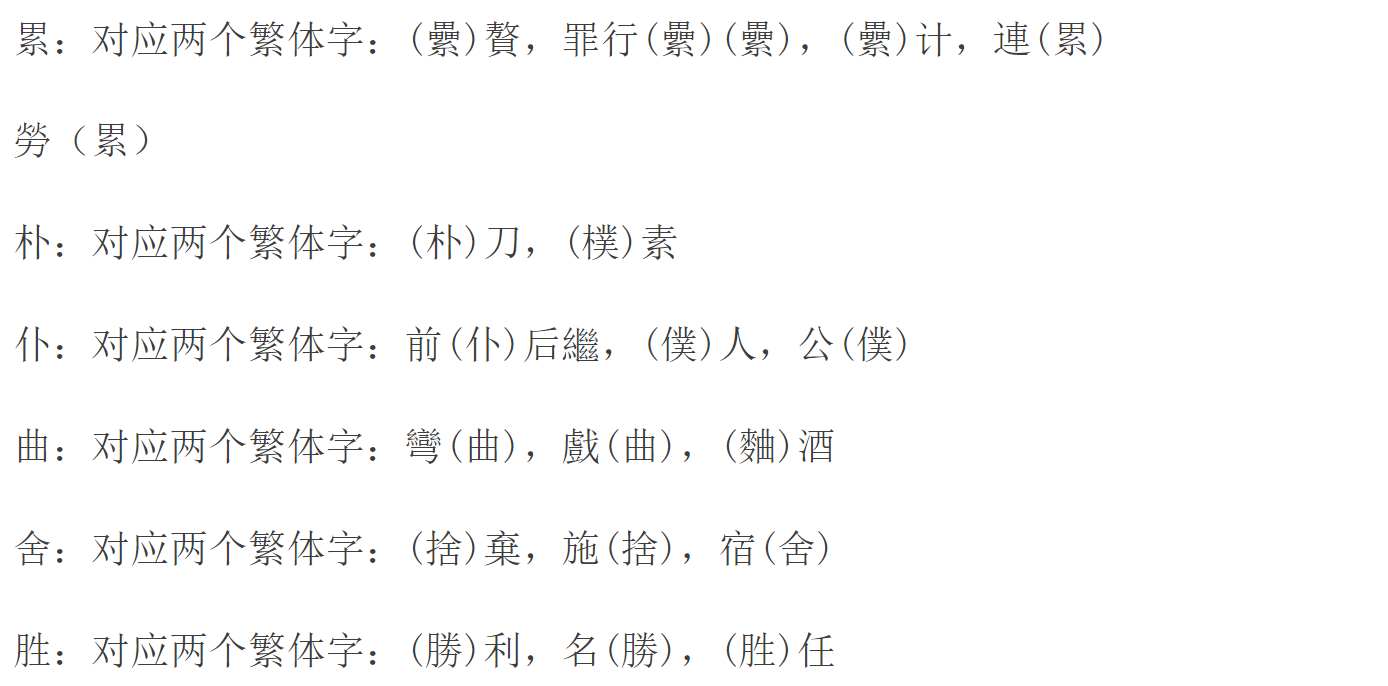 累：对应两个繁体字：(纍)贅，罪行(纍)(纍)，(纍)计，連(累)
勞（累）
朴：对应两个繁体字：(朴)刀，(樸)素
仆：对应两个繁体字：前(仆)后繼，(僕)人，公(僕)
曲：对应两个繁体字：彎(曲)，戲(曲)，(麯)酒
舍：对应两个繁体字：(捨)棄，施(捨)，宿(舍)
胜：对应两个繁体字：(勝)利，名(勝)，(胜)任